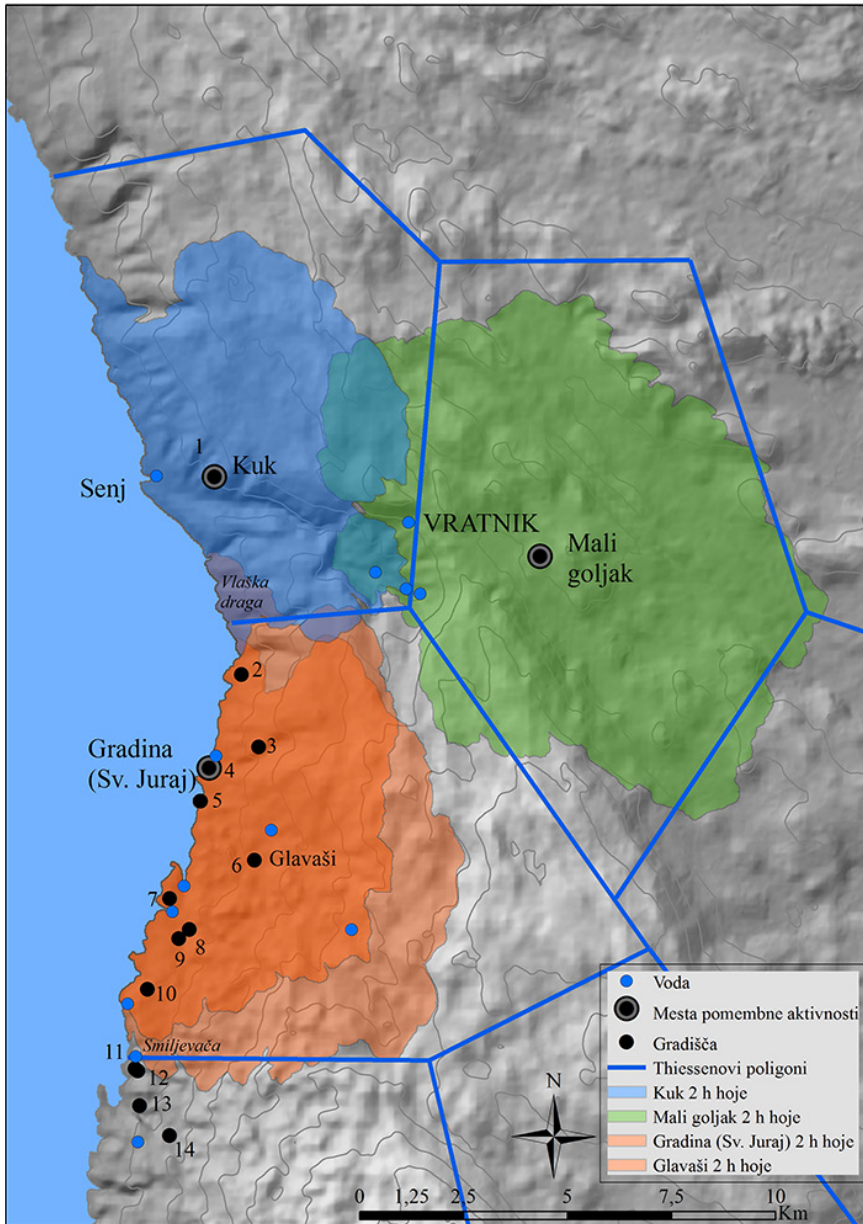 1
Kuk
Senj
VRATNIK
Mali
goljak
Vlaška
draga
2
3
Gradina
(Sv. Juraj)
4
5
6
Glavaši
7
8
9
10
Smiljevača
11
12
13
14
N
0 1,25 2,5 5 7,5 10
Km
Voda
Mesta pomembne aktivnosti
Gradišča
Thiessenovi poligoni
Kuk 2 h hoje
Mali goljak 2 h hoje
Gradina (Sv. Juraj) 2 h hoje
Glavaši 2 h hoje